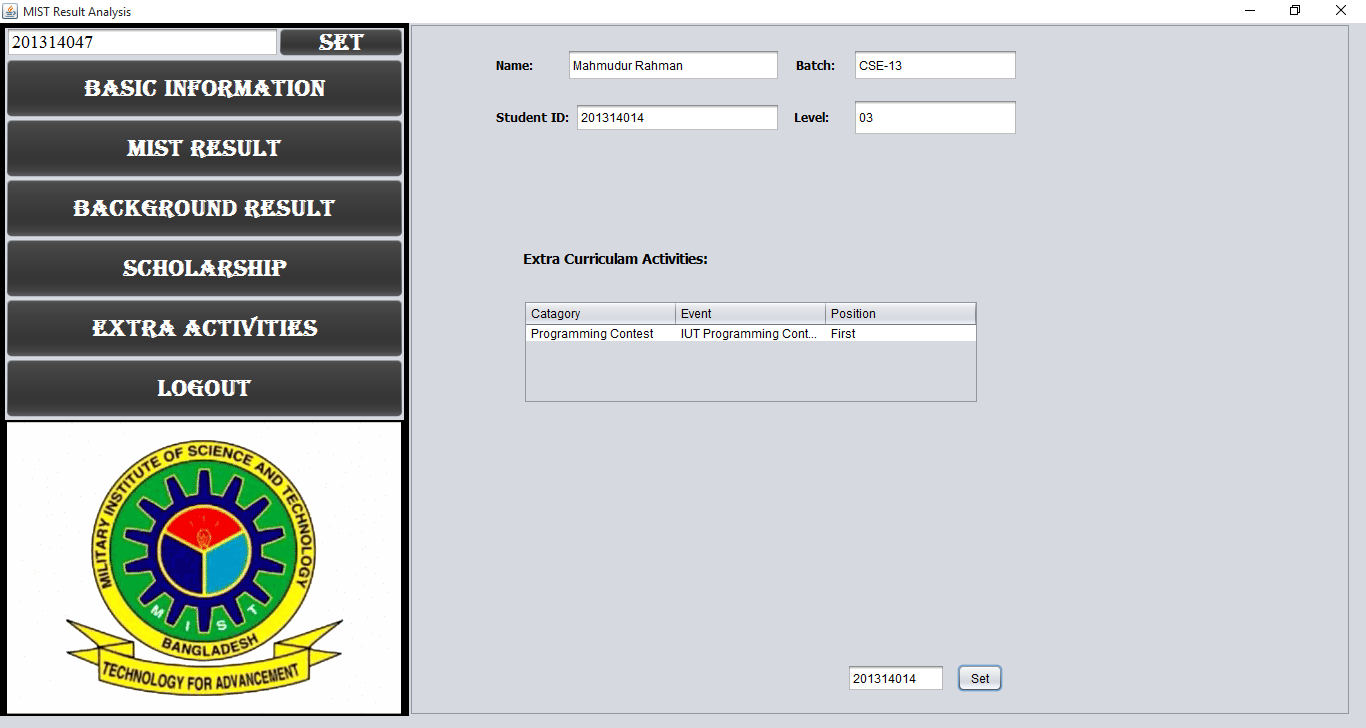 MIST Result Analysis
201314047
SET
BASIC INFORMATION
MIST RESULT
BACKGROUND RESULT
SCHOLARSHIP
EXTRA ACTIVITIES
LOGOUT
MILITARY INSTITUTE OF SCIENCE AND TECHNOLOGY
MIST
BANGLADESH
TECHNOLOGY FOR ADVANCEMENT
Name: Mahmudur Rahman Batch: CSE-13
Student ID: 201314014 Level: 03
Extra Curriculam Activities:
Catagory Event Position
Programming Contest IUT Programming Cont... First
201314014 Set